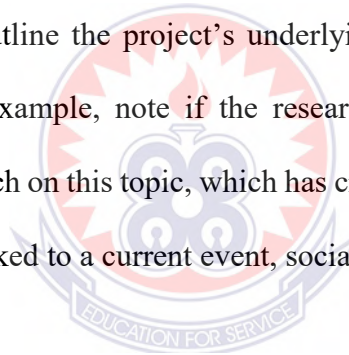 utline the project’s underlyi
xample, note if the resear
ch on this topic, which has c
ked to a current event, socia
EDUCATION FOR SERVICE